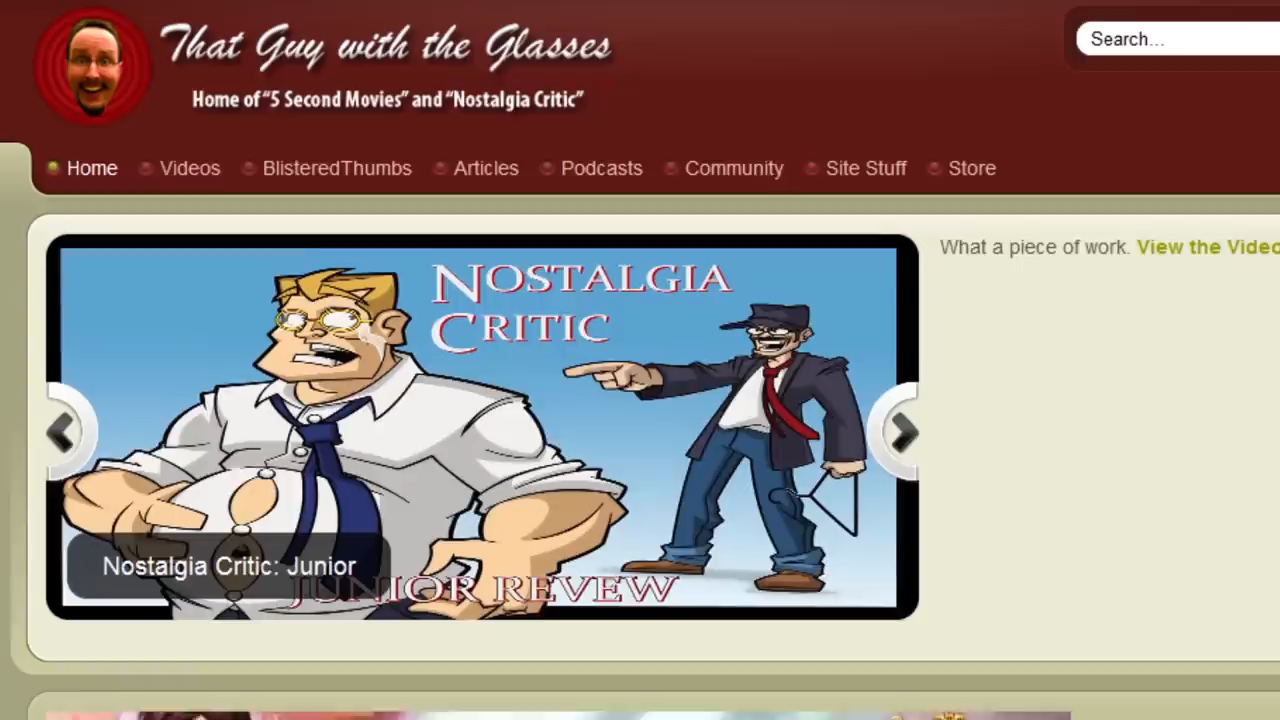 That Guy with the Glasses
Search...
Home of "5 Second Movies" and "Nostalgia Critic"
Home Videos BlisteredThumbs Articles Podcasts Community Site Stuff Store
What a piece of work. View the Video
NOSTALGIA
CRITIC
Nostalgia Critic: Junior
JUNIOR REVEW